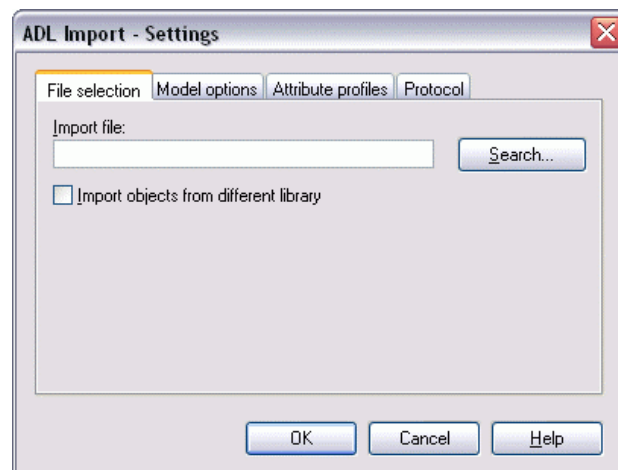 ADL Import - Settings
File selection Model options Attribute profiles Protocol
Import file:
Search...
Import objects from different library
OK Cancel Help